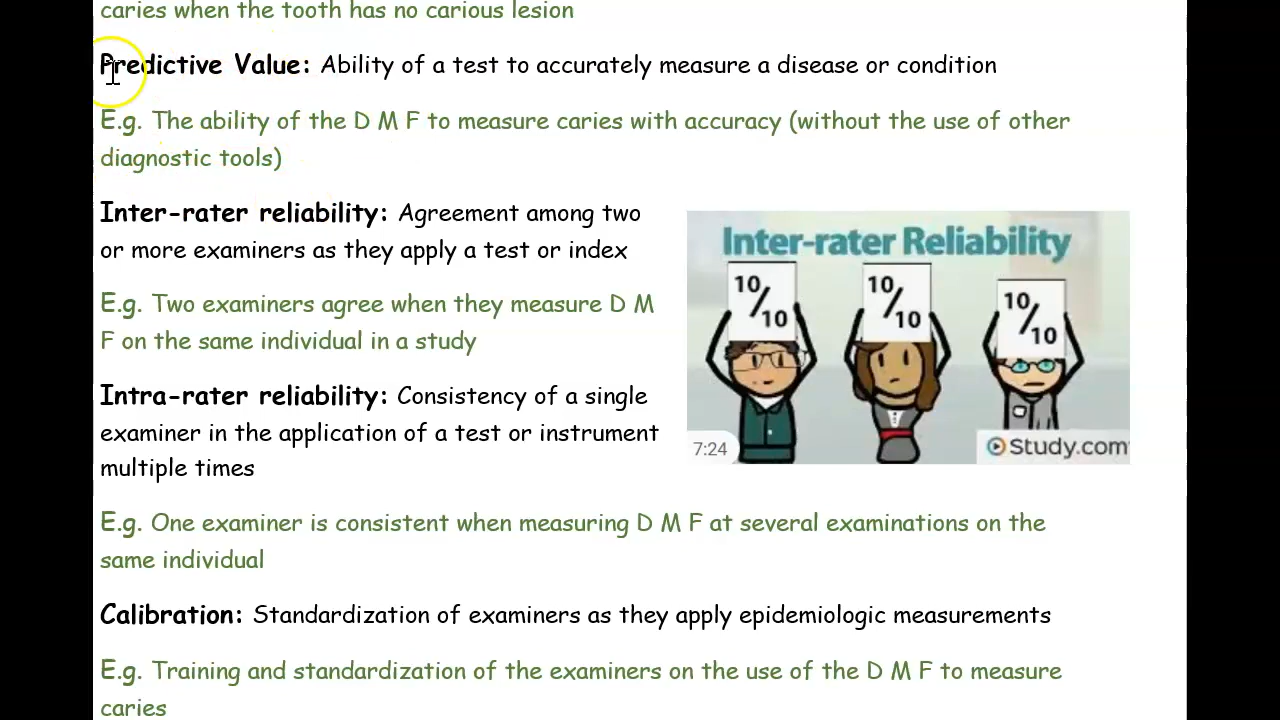 caries when the tooth has no carious lesion
Predictive Value: Ability of a test to accurately measure a disease or condition
E.g. The ability of the D M F to measure caries with accuracy (without the use of other
diagnostic tools)
Inter-rater reliability: Agreement among two
or more examiners as they apply a test or index
E.g. Two examiners agree when they measure D M
F on the same individual in a study
Inter-rater Reliability
10/10
10/10
10/10
7:24
Study.com
Intra-rater reliability: Consistency of a single
examiner in the application of a test or instrument
multiple times
E.g. One examiner is consistent when measuring D M F at several examinations on the
same individual
Calibration: Standardization of examiners as they apply epidemiologic measurements
E.g. Training and standardization of the examiners on the use of the D M F to measure
caries